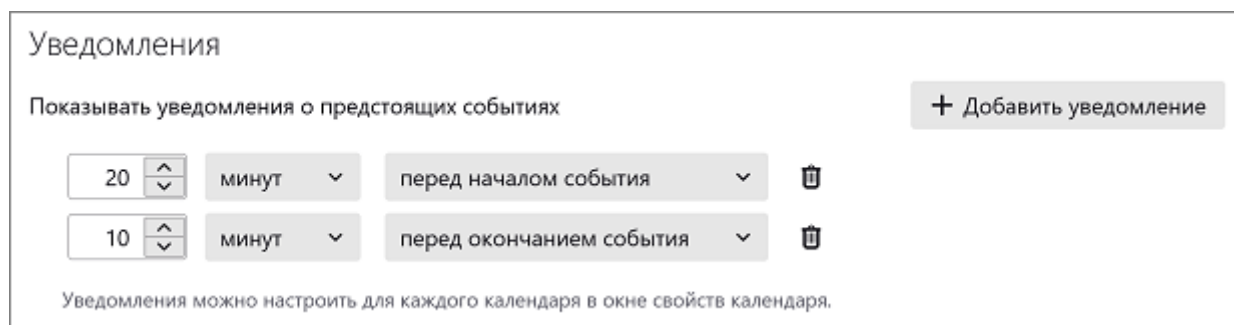 Уведомления
Показывать уведомления о предстоящих событиях
+ Добавить уведомление
20 минут перед началом события
10 минут перед окончанием события
Уведомления можно настроить для каждого календаря в окне свойств календаря.